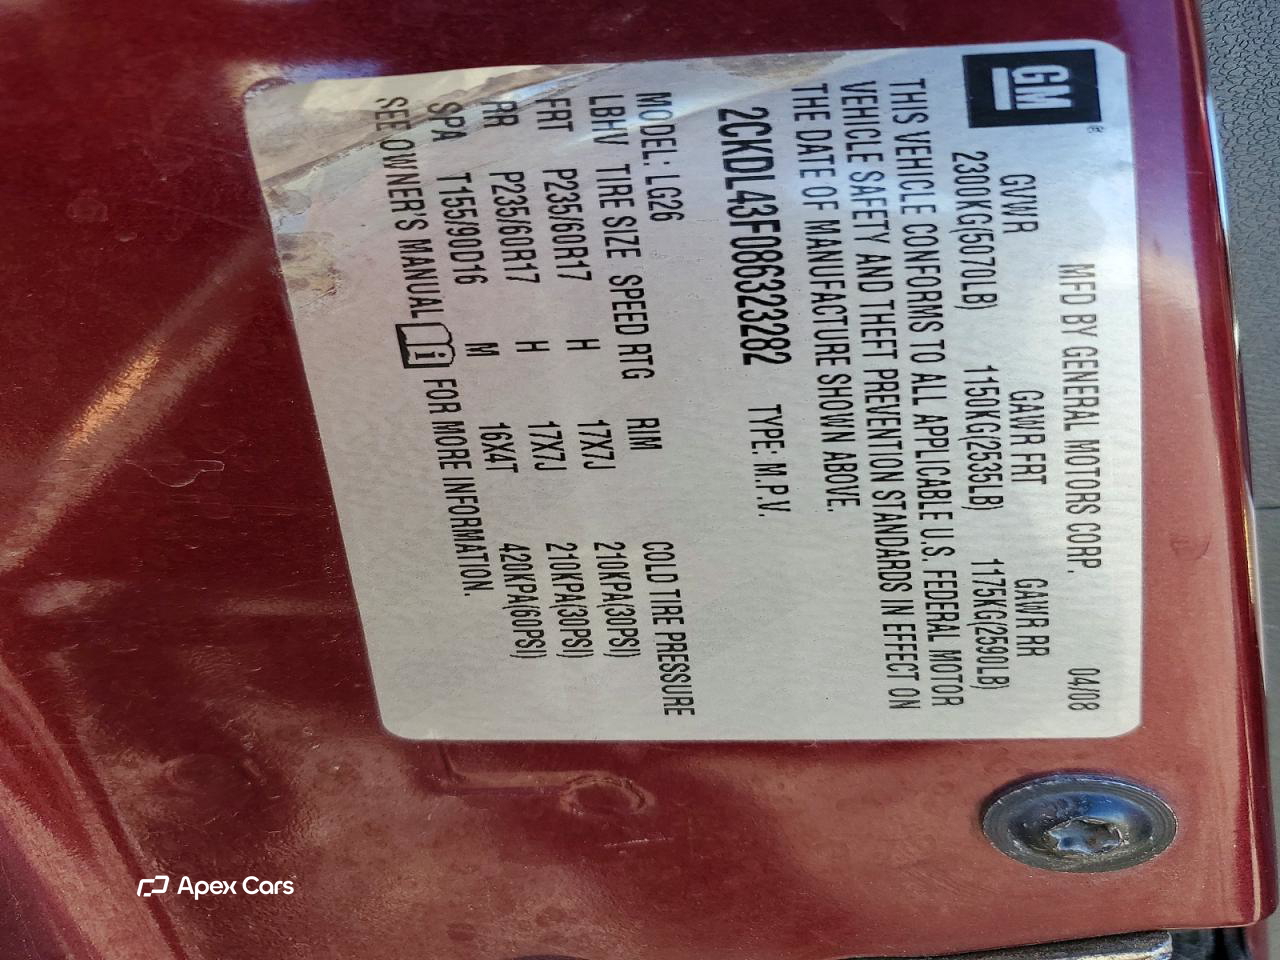 GM®
MFD BY GENERAL MOTORS CORP. 04/08
GVWR GAWR FRT GAWR RR
2300KG(5070LB) 1150KG(2535LB) 1175KG(2590LB)
THIS VEHICLE CONFORMS TO ALL APPLICABLE U.S. FEDERAL MOTOR
VEHICLE SAFETY AND THEFT PREVENTION STANDARDS IN EFFECT ON
THE DATE OF MANUFACTURE SHOWN ABOVE.
2CKDL43F086323282 TYPE: M.P.V.
MODEL: LG26
LBHV TIRE SIZE SPEED RTG RIM COLD TIRE PRESSURE
FRT P235/60R17 H 17X7J 210KPA(30PSI)
RR P235/60R17 H 17X7J 210KPA(30PSI)
SPA T155/90D16 M 16X4T 420KPA(60PSI)
SEE OWNER'S MANUAL i FOR MORE INFORMATION.
Apex Cars